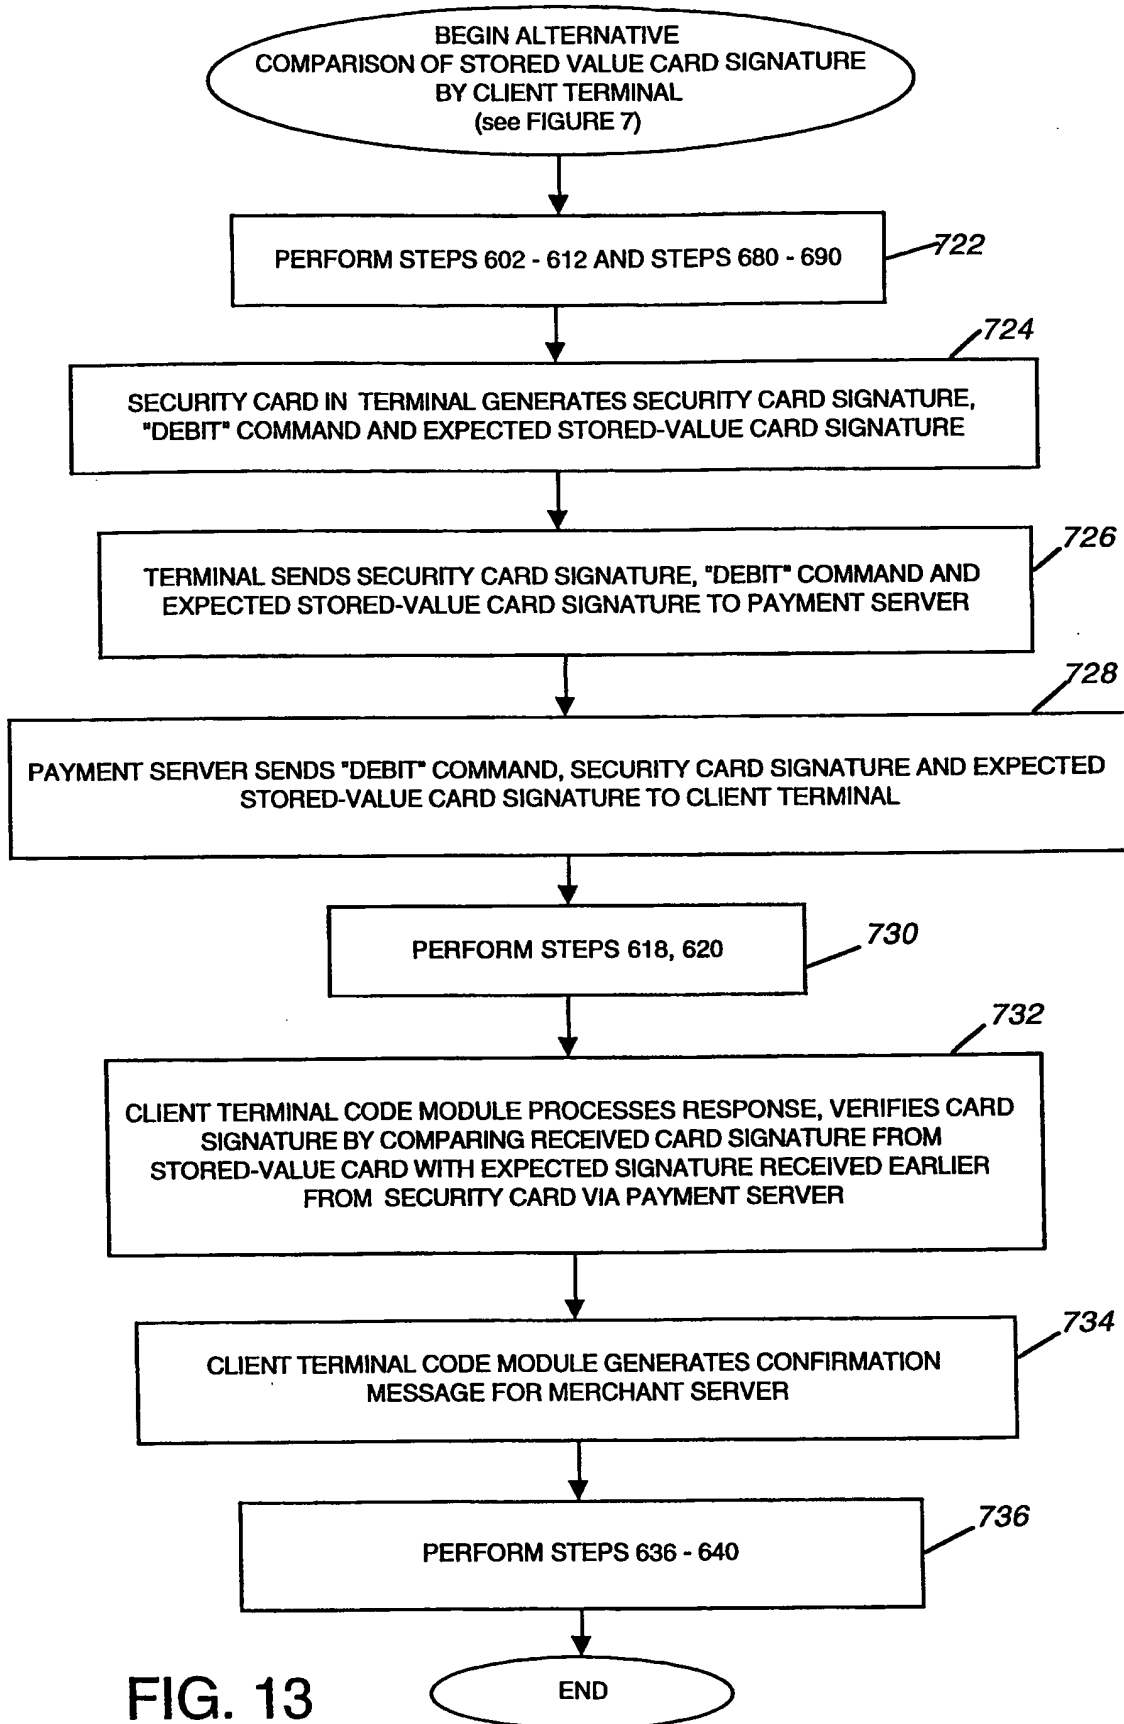 BEGIN ALTERNATIVE
COMPARISON OF STORED VALUE CARD SIGNATURE
BY CLIENT TERMINAL
(see FIGURE 7)
PERFORM STEPS 602 - 612 AND STEPS 680 - 690
722
724
SECURITY CARD IN TERMINAL GENERATES SECURITY CARD SIGNATURE,
"DEBIT" COMMAND AND EXPECTED STORED-VALUE CARD SIGNATURE
726
TERMINAL SENDS SECURITY CARD SIGNATURE, "DEBIT" COMMAND AND
EXPECTED STORED-VALUE CARD SIGNATURE TO PAYMENT SERVER
728
PAYMENT SERVER SENDS "DEBIT" COMMAND, SECURITY CARD SIGNATURE AND EXPECTED
STORED-VALUE CARD SIGNATURE TO CLIENT TERMINAL
PERFORM STEPS 618, 620
730
732
CLIENT TERMINAL CODE MODULE PROCESSES RESPONSE, VERIFIES CARD
SIGNATURE BY COMPARING RECEIVED CARD SIGNATURE FROM
STORED-VALUE CARD WITH EXPECTED SIGNATURE RECEIVED EARLIER
FROM SECURITY CARD VIA PAYMENT SERVER
734
CLIENT TERMINAL CODE MODULE GENERATES CONFIRMATION
MESSAGE FOR MERCHANT SERVER
736
PERFORM STEPS 636 - 640
END
FIG. 13